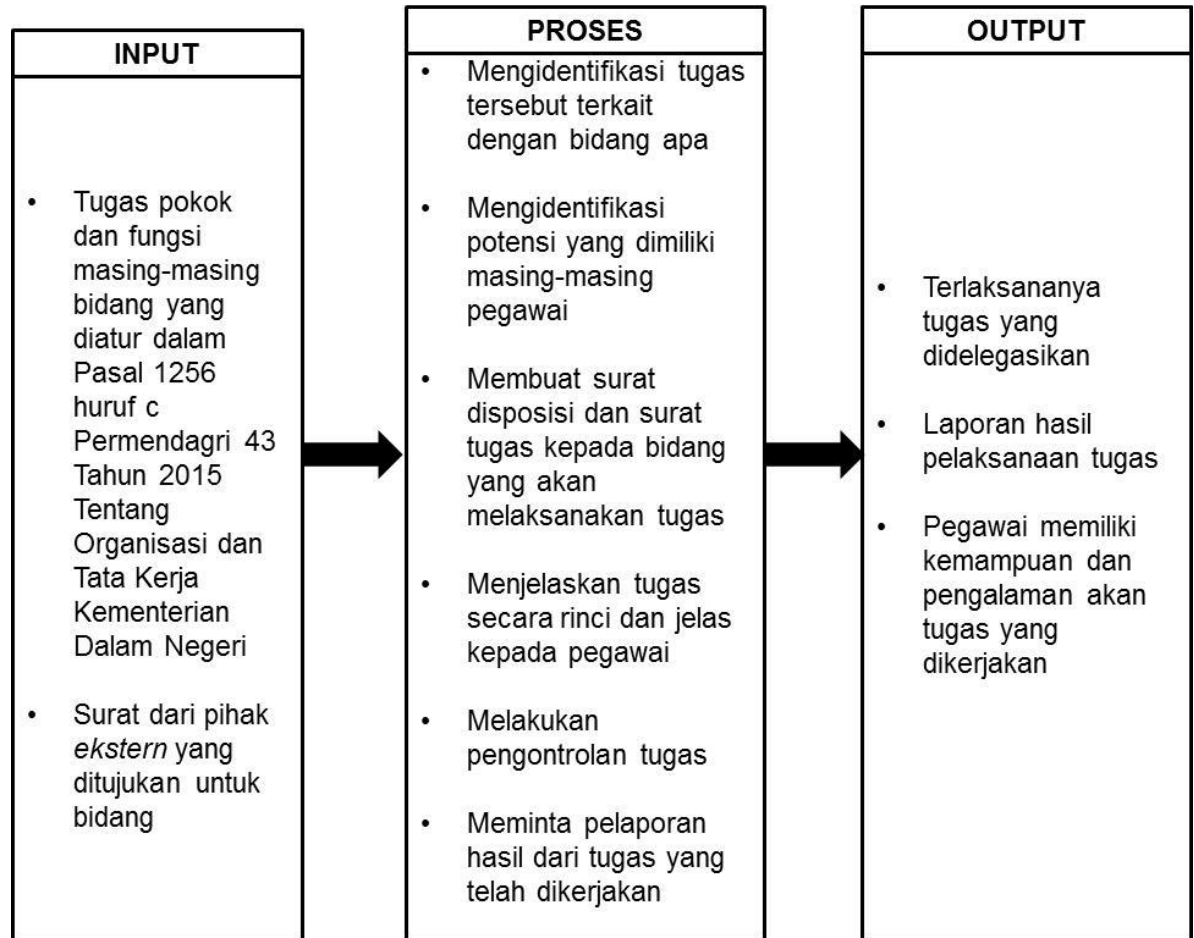 INPUT
• Tugas pokok
dan fungsi
masing-masing
bidang yang
diatur dalam
Pasal 1256
huruf c
Permendagri 43
Tahun 2015
Tentang
Organisasi dan
Tata Kerja
Kementerian
Dalam Negeri
• Surat dari pihak
ekstern yang
ditujukan untuk
bidang
PROSES
• Mengidentifikasi tugas
tersebut terkait
dengan bidang apa
• Mengidentifikasi
potensi yang dimiliki
masing-masing
pegawai
• Membuat surat
disposisi dan surat
tugas kepada bidang
yang akan
melaksanakan tugas
• Menjelaskan tugas
secara rinci dan jelas
kepada pegawai
• Melakukan
pengontrolan tugas
• Meminta pelaporan
hasil dari tugas yang
telah dikerjakan
OUTPUT
• Terlaksananya
tugas yang
didelegasikan
• Laporan hasil
pelaksanaan tugas
• Pegawai memiliki
kemampuan dan
pengalaman akan
tugas yang
dikerjakan